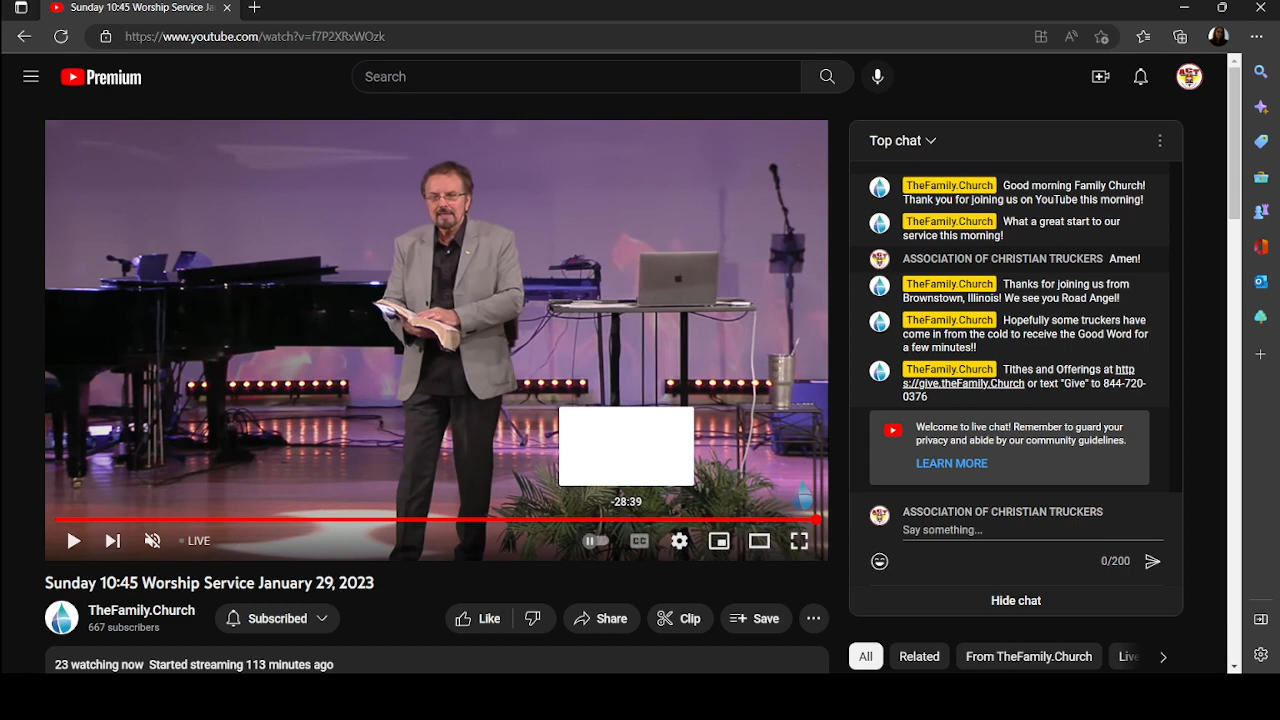 Sunday 10:45 Worship Service Ja
https://www.youtube.com/watch?v=f7P2XRxWOzk
Premium
Search
Top chat
TheFamily.Church Good morning Family Church!
Thank you for joining us on YouTube this morning!
TheFamily.Church What a great start to our
service this morning!
ASSOCIATION OF CHRISTIAN TRUCKERS Amen!
TheFamily.Church Thanks for joining us from
Brownstown, Illinois! We see you Road Angel!
TheFamily.Church Hopefully some truckers have
come in from the cold to receive the Good Word for
a few minutes!!
TheFamily.Church Tithes and Offerings at http
s://give.theFamily.Church or text "Give" to 844-720-
0376
Welcome to live chat! Remember to guard your
privacy and abide by our community guidelines.
LEARN MORE
ASSOCIATION OF CHRISTIAN TRUCKERS
Say something...
0/200
Hide chat
-28:39
LIVE
CC
Sunday 10:45 Worship Service January 29, 2023
TheFamily.Church
667 subscribers
Subscribed
Like
Share
Clip
Save
23 watching now Started streaming 113 minutes ago
All
Related
From TheFamily.Church
Live